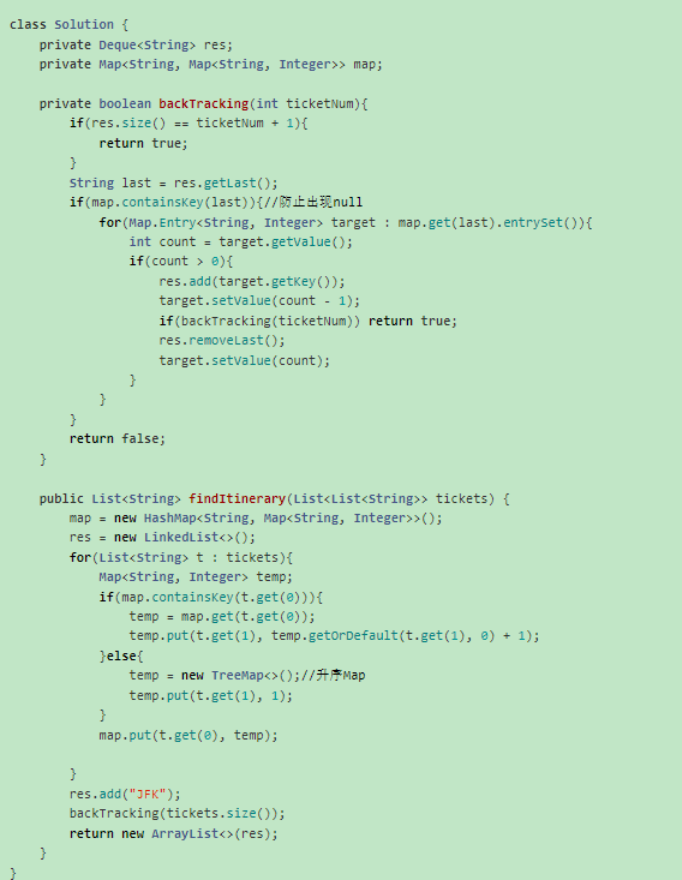 class Solution {
    private Deque<String> res;
    private Map<String, Map<String, Integer>> map;

    private boolean backTracking(int ticketNum){
        if(res.size() == ticketNum + 1){
            return true;
        }
        String last = res.getLast();
        if(map.containsKey(last)){//防止出现null
            for(Map.Entry<String, Integer> target : map.get(last).entrySet()){
                int count = target.getValue();
                if(count > 0){
                    res.add(target.getKey());
                    target.setValue(count - 1);
                    if(backTracking(ticketNum)) return true;
                    res.removeLast();
                    target.setValue(count);
                }
            }
        }
        return false;
    }

    public List<String> findItinerary(List<List<String>> tickets) {
        map = new HashMap<String, Map<String, Integer>>();
        res = new LinkedList<>();
        for(List<String> t : tickets){
            Map<String, Integer> temp;
            if(map.containsKey(t.get(0))){
                temp = map.get(t.get(0));
                temp.put(t.get(1), temp.getOrDefault(t.get(1), 0) + 1);
            }else{
                temp = new TreeMap<>();//升序Map
                temp.put(t.get(1), 1);
            }
            map.put(t.get(0), temp);

        }
        res.add("JFK");
        backTracking(tickets.size());
        return new ArrayList<>(res);
    }
}